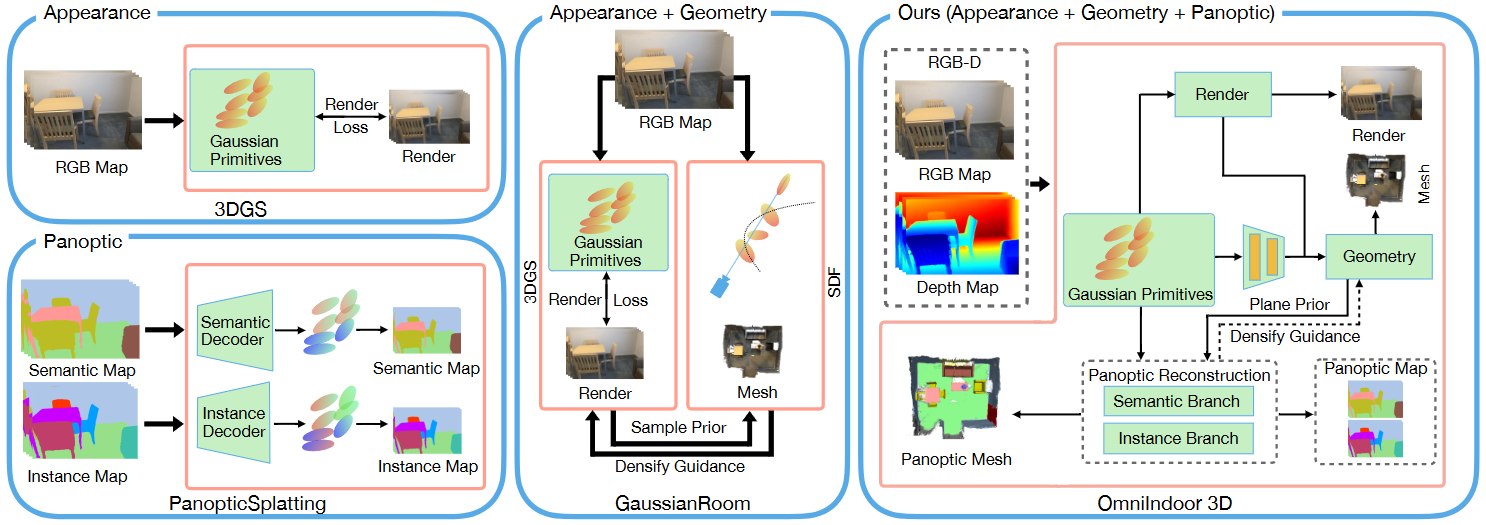 Appearance
RGB Map
Gaussian
Primitives
Render
Loss
Render
3DGS
Panoptic
Semantic Map
Semantic
Decoder
Semantic Map
Instance Map
Instance
Decoder
Instance Map
PanopticSplatting
Appearance + Geometry
RGB Map
3DGS
Gaussian
Primitives
Render Loss
Render
SDF
Mesh
Sample Prior
Densify Guidance
GaussianRoom
Ours (Appearance + Geometry + Panoptic)
RGB-D
RGB Map
Depth Map
Render
Render
Mesh
Gaussian Primitives
Geometry
Plane Prior
Densify Guidance
Panoptic Reconstruction
Semantic Branch
Instance Branch
Panoptic Map
Panoptic Mesh
OmniIndoor 3D